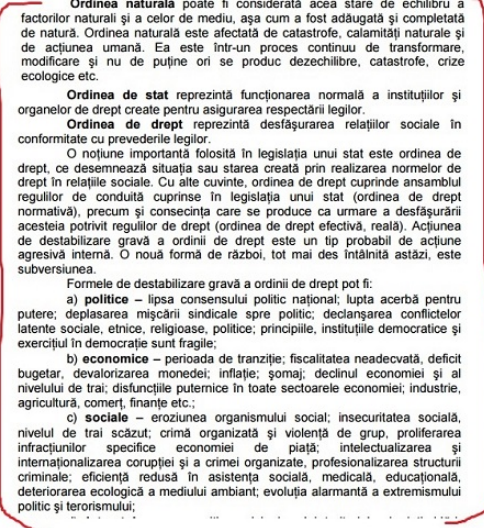 Ordinea naturală poate fi considerată acea stare de echilibru a
factorilor naturali şi a celor de mediu, aşa cum a fost adăugată şi completată
de natură. Ordinea naturală este afectată de catastrofe, calamităţi naturale şi
de acţiunea umană. Ea este într-un proces continuu de transformare,
modificare şi nu de puţine ori se produc dezechilibre, catastrofe, crize
ecologice etc.
Ordinea de stat reprezintă funcţionarea normală a instituţiilor şi
organelor de drept create pentru asigurarea respectării legilor.
Ordinea de drept reprezintă desfăşurarea relaţiilor sociale în
conformitate cu prevederile legilor.
O noţiune importantă folosită în legislaţia unui stat este ordinea de
drept, ce desemnează situaţia sau starea creată prin realizarea normelor de
drept în relaţiile sociale. Cu alte cuvinte, ordinea de drept cuprinde ansamblul
regulilor de conduită cuprinse în legislaţia unui stat (ordinea de drept
normativă), precum şi consecinţa care se produce ca urmare a desfăşurării
acesteia potrivit regulilor de drept (ordinea de drept efectivă, reală). Acţiunea
de destabilizare gravă a ordinii de drept este un tip probabil de acţiune
agresivă internă. O nouă formă de război, tot mai des întâlnită astăzi, este
subversiunea.
Formele de destabilizare gravă a ordinii de drept pot fi:
a) politice – lipsa consensului politic naţional; lupta acerbă pentru
putere; deplasarea mişcării sindicale spre politic; declanşarea conflictelor
latente sociale, etnice, religioase, politice; principiile, instituţiile democratice şi
exerciţiul în democraţie sunt fragile;
b) economice – perioada de tranziţie; fiscalitatea neadecvată, deficit
bugetar, devalorizarea monedei; inflaţie; şomaj; declinul economiei şi al
nivelului de trai; disfuncţiile puternice în toate sectoarele economiei; industrie,
agricultură, comerţ, finanţe etc.;
c) sociale – eroziunea organismului social; insecuritatea socială,
nivelul de trai scăzut; crimă organizată şi violenţă de grup, proliferarea
infracţiunilor specifice economiei de piaţă; intelectualizarea şi
internaţionalizarea corupţiei şi a crimei organizate, profesionalizarea structurii
criminale; eficienţă redusă în asistenţa socială, medicală, educaţională,
deteriorarea ecologică a mediului ambiant; evoluţia alarmantă a extremismului
politic şi terorismului;